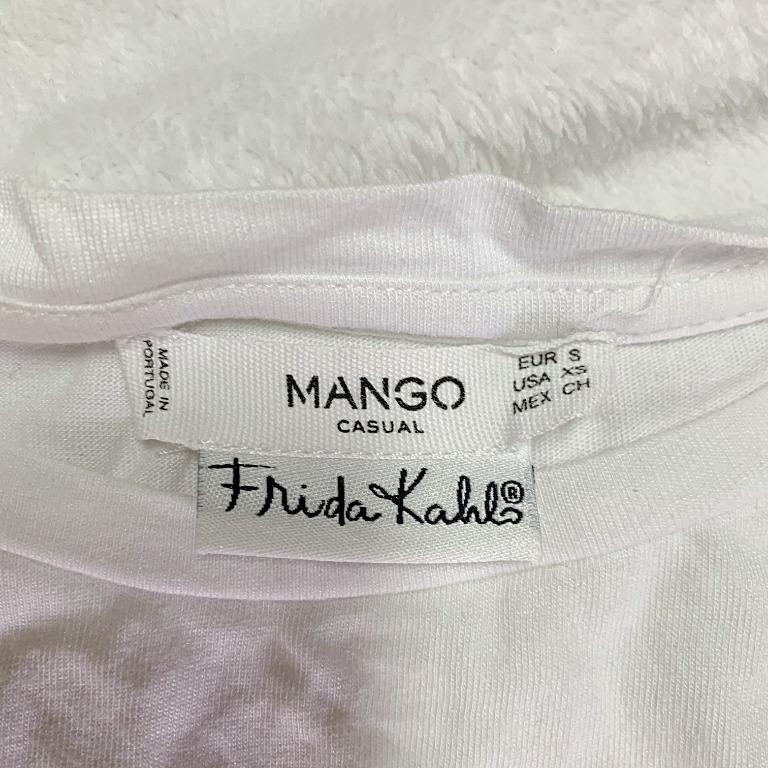 MADE IN
PORTUGAL
MANGO
CASUAL
EUR S
USA XS
MEX CH
Frida Kahlo®